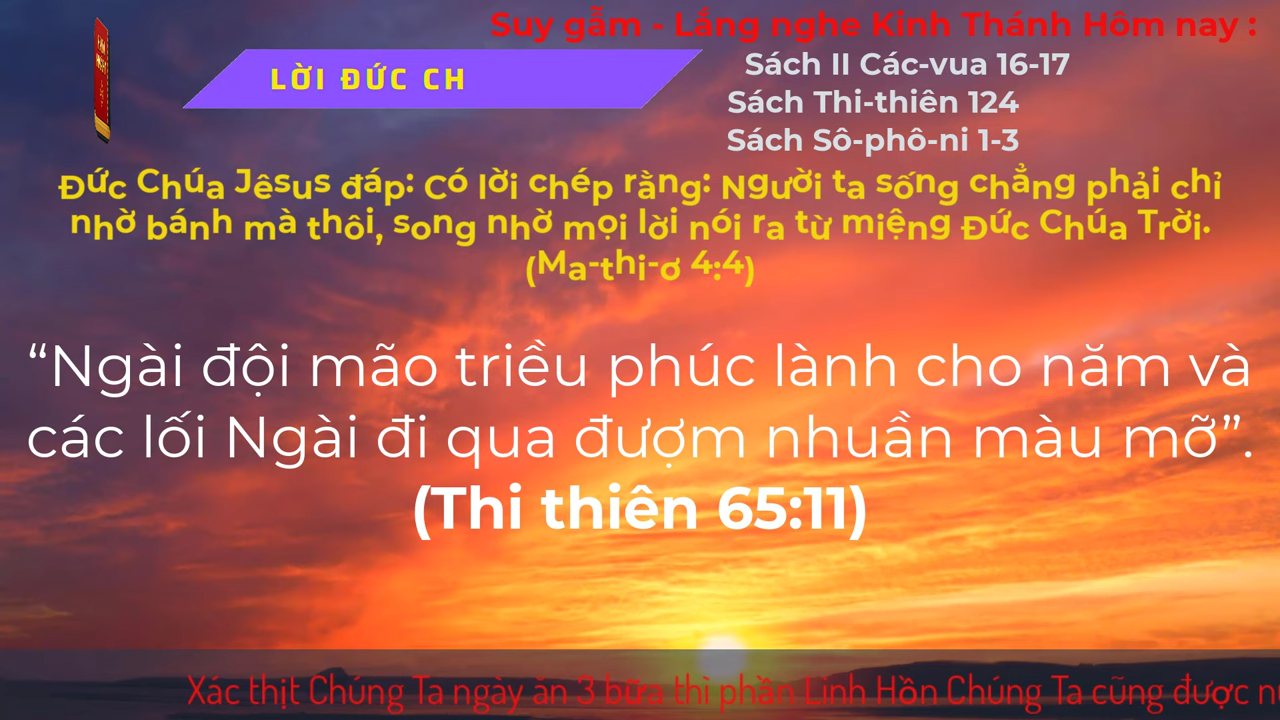 Suy gẫm - Lắng nghe Kinh Thánh Hôm nay :
LỜI ĐỨC CH
Sách II Các-vua 16-17
Sách Thi-thiên 124
Sách Sô-phô-ni 1-3
Đức Chúa Jêsus đáp: Có lời chép rằng: Người ta sống chẳng phải chỉ
nhờ bánh mà thôi, song nhờ mọi lời nói ra từ miệng Đức Chúa Trời.
(Ma-thi-ơ 4:4)
“Ngài đội mão triều phúc lành cho năm và
các lối Ngài đi qua đượm nhuần màu mỡ”.
(Thi thiên 65:11)
Xác thịt Chúng Ta ngày ăn 3 bữa thì phần Linh Hồn Chúng Ta cũng được